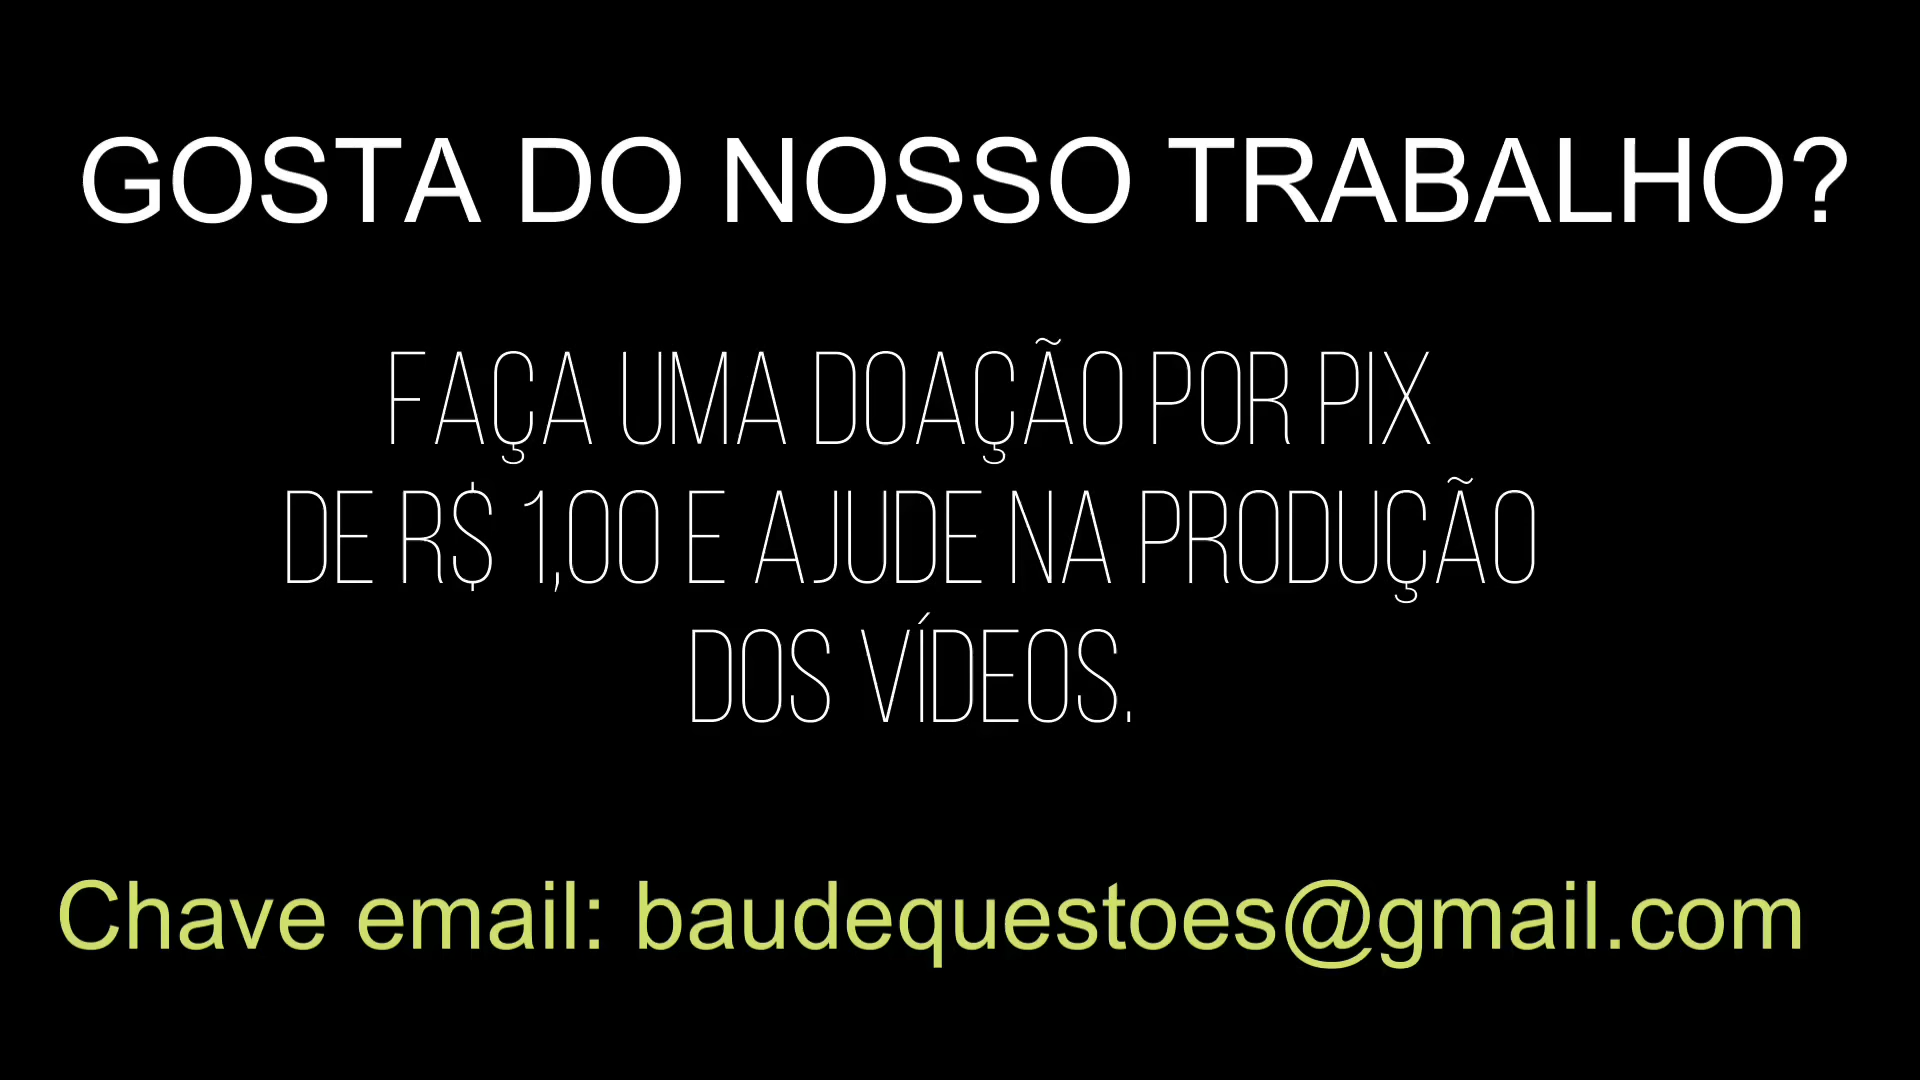 GOSTA DO NOSSO TRABALHO?
FAÇA UMA DOAÇÃO POR PIX
DE R$ 1,00 E AJUDE NA PRODUÇÃO
DOS VÍDEOS.
Chave email: baudequestoes@gmail.com